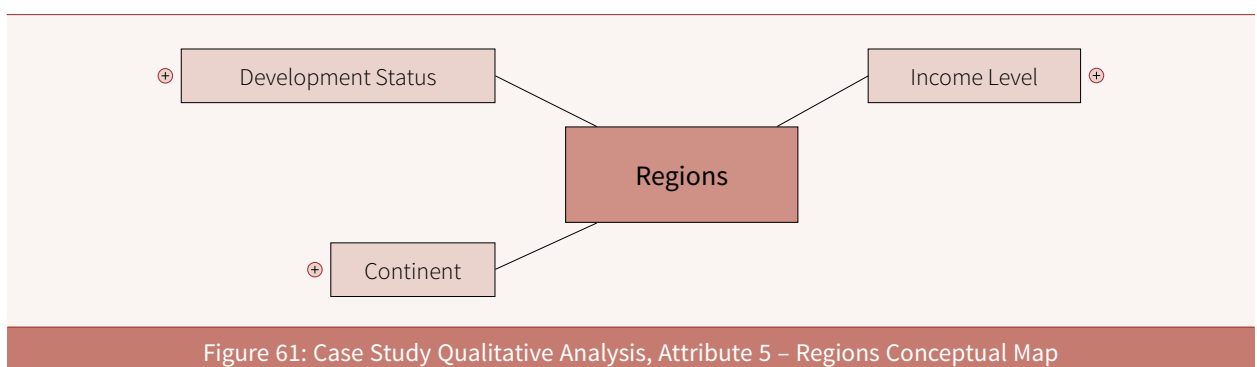 Development Status
Income Level
Regions
Continent
Figure 61: Case Study Qualitative Analysis, Attribute 5 – Regions Conceptual Map